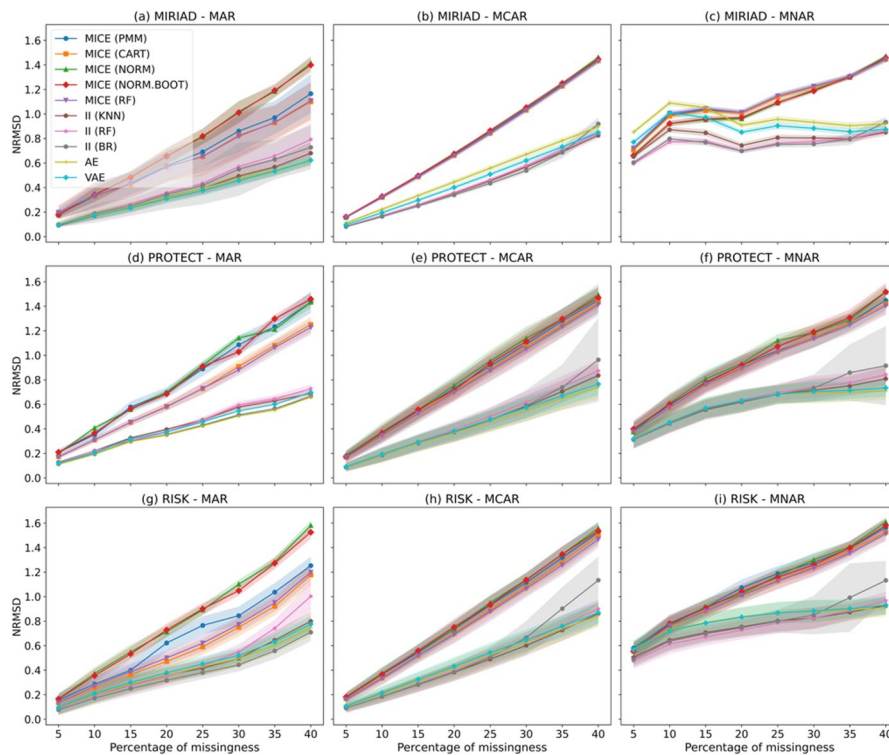 (a) MIRIAD - MAR
(b) MIRIAD - MCAR
(c) MIRIAD - MNAR
NRMSD
1.6
1.4
1.2
1.0
0.8
0.6
0.4
0.2
0.0
MICE (PMM)
MICE (CART)
MICE (NORM)
MICE (NORM.BOOT)
MICE (RF)
II (KNN)
II (RF)
II (BR)
AE
VAE
(d) PROTECT - MAR
(e) PROTECT - MCAR
(f) PROTECT - MNAR
NRMSD
1.6
1.4
1.2
1.0
0.8
0.6
0.4
0.2
0.0
(g) RISK - MAR
(h) RISK - MCAR
(i) RISK - MNAR
NRMSD
1.6
1.4
1.2
1.0
0.8
0.6
0.4
0.2
0.0
5 10 15 20 25 30 35 40
5 10 15 20 25 30 35 40
5 10 15 20 25 30 35 40
Percentage of missingness
Percentage of missingness
Percentage of missingness